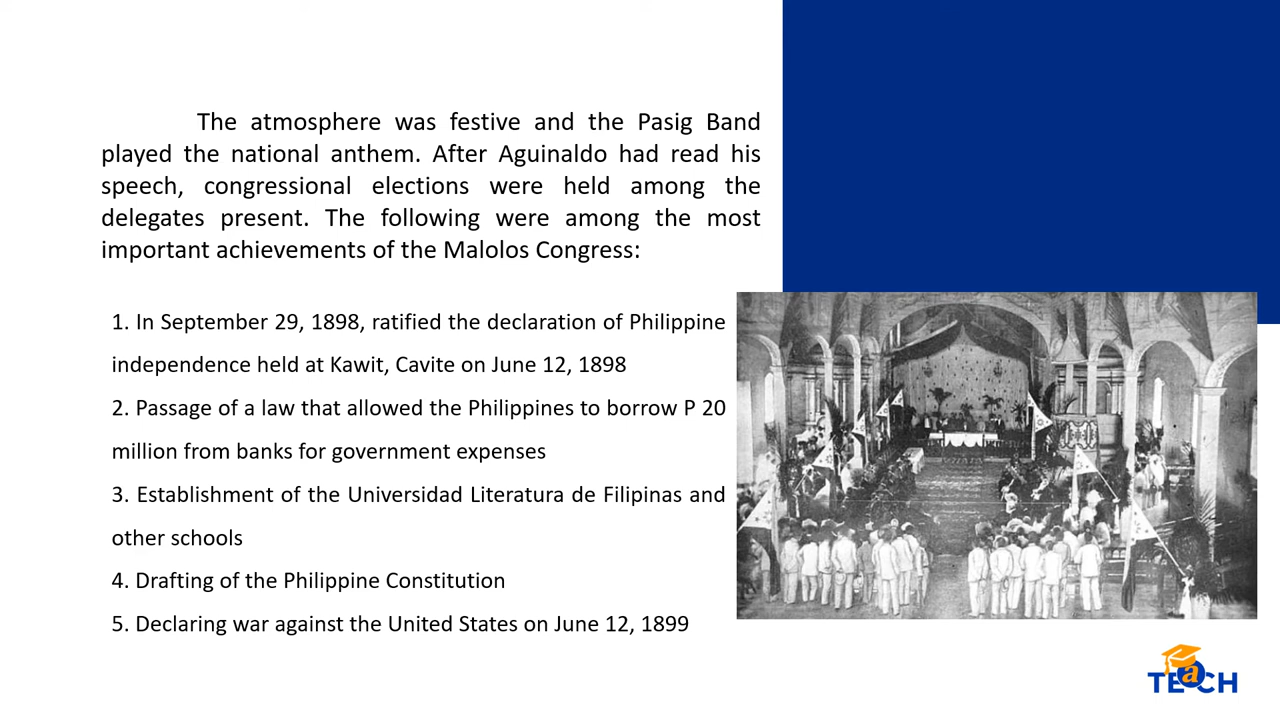 The atmosphere was festive and the Pasig Band
played the national anthem. After Aguinaldo had read his
speech, congressional elections were held among the
delegates present. The following were among the most
important achievements of the Malolos Congress:
1. In September 29, 1898, ratified the declaration of Philippine
independence held at Kawit, Cavite on June 12, 1898
2. Passage of a law that allowed the Philippines to borrow P 20
million from banks for government expenses
3. Establishment of the Universidad Literatura de Filipinas and
other schools
4. Drafting of the Philippine Constitution
5. Declaring war against the United States on June 12, 1899
TEaCH